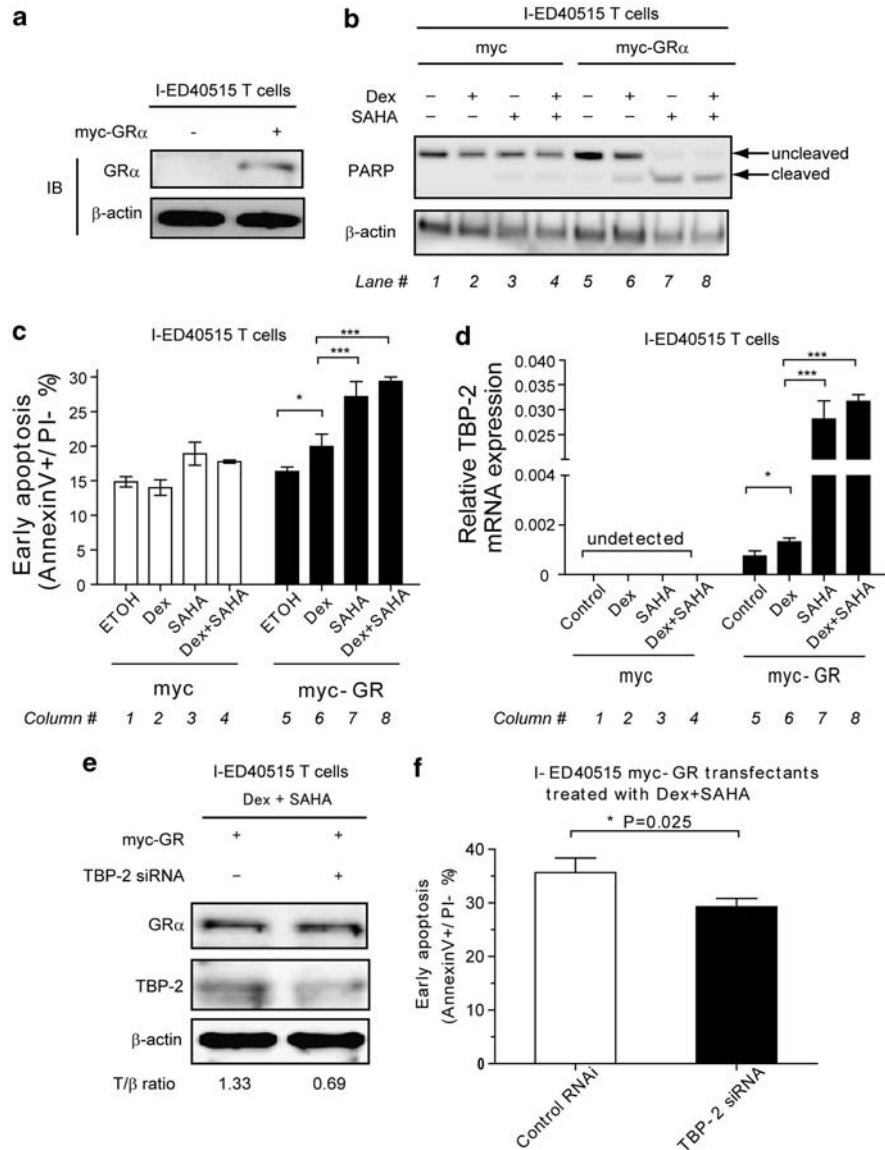 a
I-ED40515 T cells
myc-GRα - +
IB
GRα
β-actin
b
I-ED40515 T cells
myc myc-GRα
Dex – + – + – + – +
SAHA – – + + – – + +
PARP
uncleaved
cleaved
β-actin
Lane # 1 2 3 4 5 6 7 8
c
I-ED40515 T cells
Early apoptosis
(AnnexinV+/ PI- %)
30
25
20
15
10
5
0
* *** ***
ETOH Dex SAHA Dex+SAHA ETOH Dex SAHA Dex+SAHA
myc myc- GR
Column # 1 2 3 4 5 6 7 8
d
I-ED40515 T cells
Relative TBP-2
mRNA expression
0.040
0.035
0.030
0.025
0.020
0.004
0.002
0.000
undetected
* *** ***
Control Dex SAHA Dex+SAHA Control Dex SAHA Dex+SAHA
myc myc- GR
Column # 1 2 3 4 5 6 7 8
e
I-ED40515 T cells
Dex + SAHA
myc-GR + +
TBP-2 siRNA – +
GRα
TBP-2
β-actin
T/β ratio 1.33 0.69
f
I- ED40515 myc- GR transfectants
treated with Dex+SAHA
* P=0.025
Early apoptosis
(AnnexinV+/ PI- %)
40
30
20
10
0
Control RNAi TBP- 2 siRNA